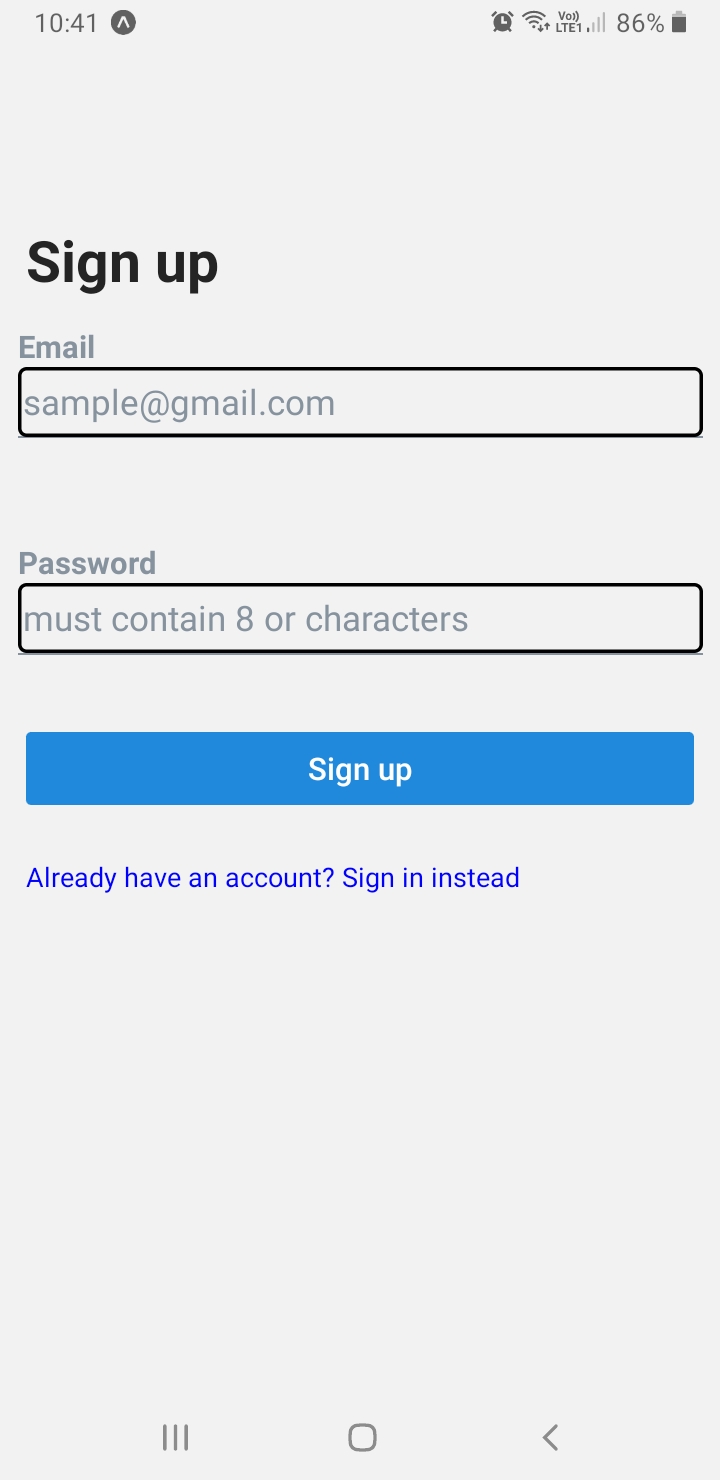 10:41 Vo)) LTE1 86%
Sign up
Email
sample@gmail.com
Password
must contain 8 or characters
Sign up
Already have an account? Sign in instead